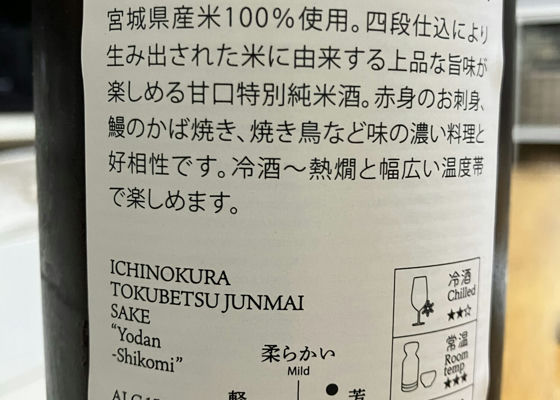 宮城県産米100%使用。四段仕込により
生み出された米に由来する上品な旨味が
楽しめる甘口特別純米酒。赤身のお刺身、
鰻のかば焼き、焼き鳥など味の濃い料理と
好相性です。冷酒～熱燗と幅広い温度帯
で楽しめます。
ICHINOKURA
TOKUBETSU JUNMAI
SAKE
“Yodan
-Shikomi”
冷酒
Chilled
★★☆
常温
Room
temp
★★★
柔らかい
Mild
軽
芳